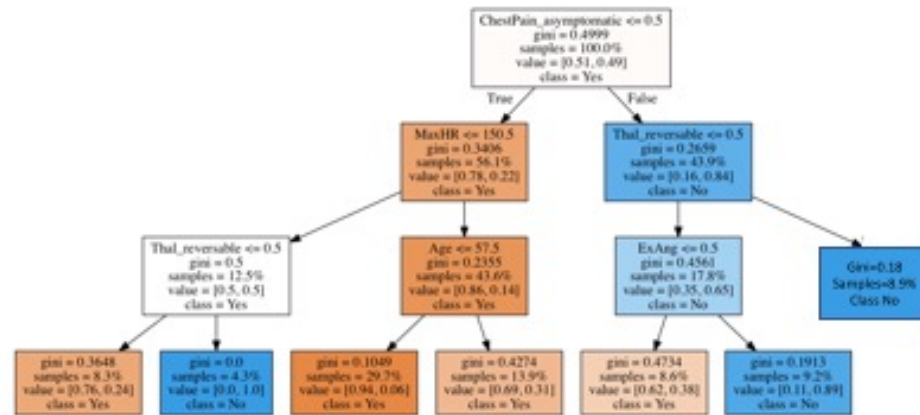 ChestPain_asymptomatic <= 0.5
gini = 0.4999
samples = 100.0%
value = [0.51, 0.49]
class = Yes
True
False
MaxHR <= 150.5
gini = 0.3406
samples = 56.1%
value = [0.78, 0.22]
class = Yes
Thal_reversable <= 0.5
gini = 0.2659
samples = 43.9%
value = [0.16, 0.84]
class = No
Thal_reversable <= 0.5
gini = 0.5
samples = 12.5%
value = [0.5, 0.5]
class = Yes
Age <= 57.5
gini = 0.2355
samples = 43.6%
value = [0.86, 0.14]
class = Yes
ExAng <= 0.5
gini = 0.4561
samples = 17.8%
value = [0.35, 0.65]
class = No
Gini=0.18
Samples=8.9%
Class No
gini = 0.3648
samples = 8.3%
value = [0.76, 0.24]
class = Yes
gini = 0.0
samples = 4.3%
value = [0.0, 1.0]
class = No
gini = 0.1049
samples = 29.7%
value = [0.94, 0.06]
class = Yes
gini = 0.4274
samples = 13.9%
value = [0.69, 0.31]
class = Yes
gini = 0.4734
samples = 8.6%
value = [0.62, 0.38]
class = Yes
gini = 0.1913
samples = 9.2%
value = [0.11, 0.89]
class = No